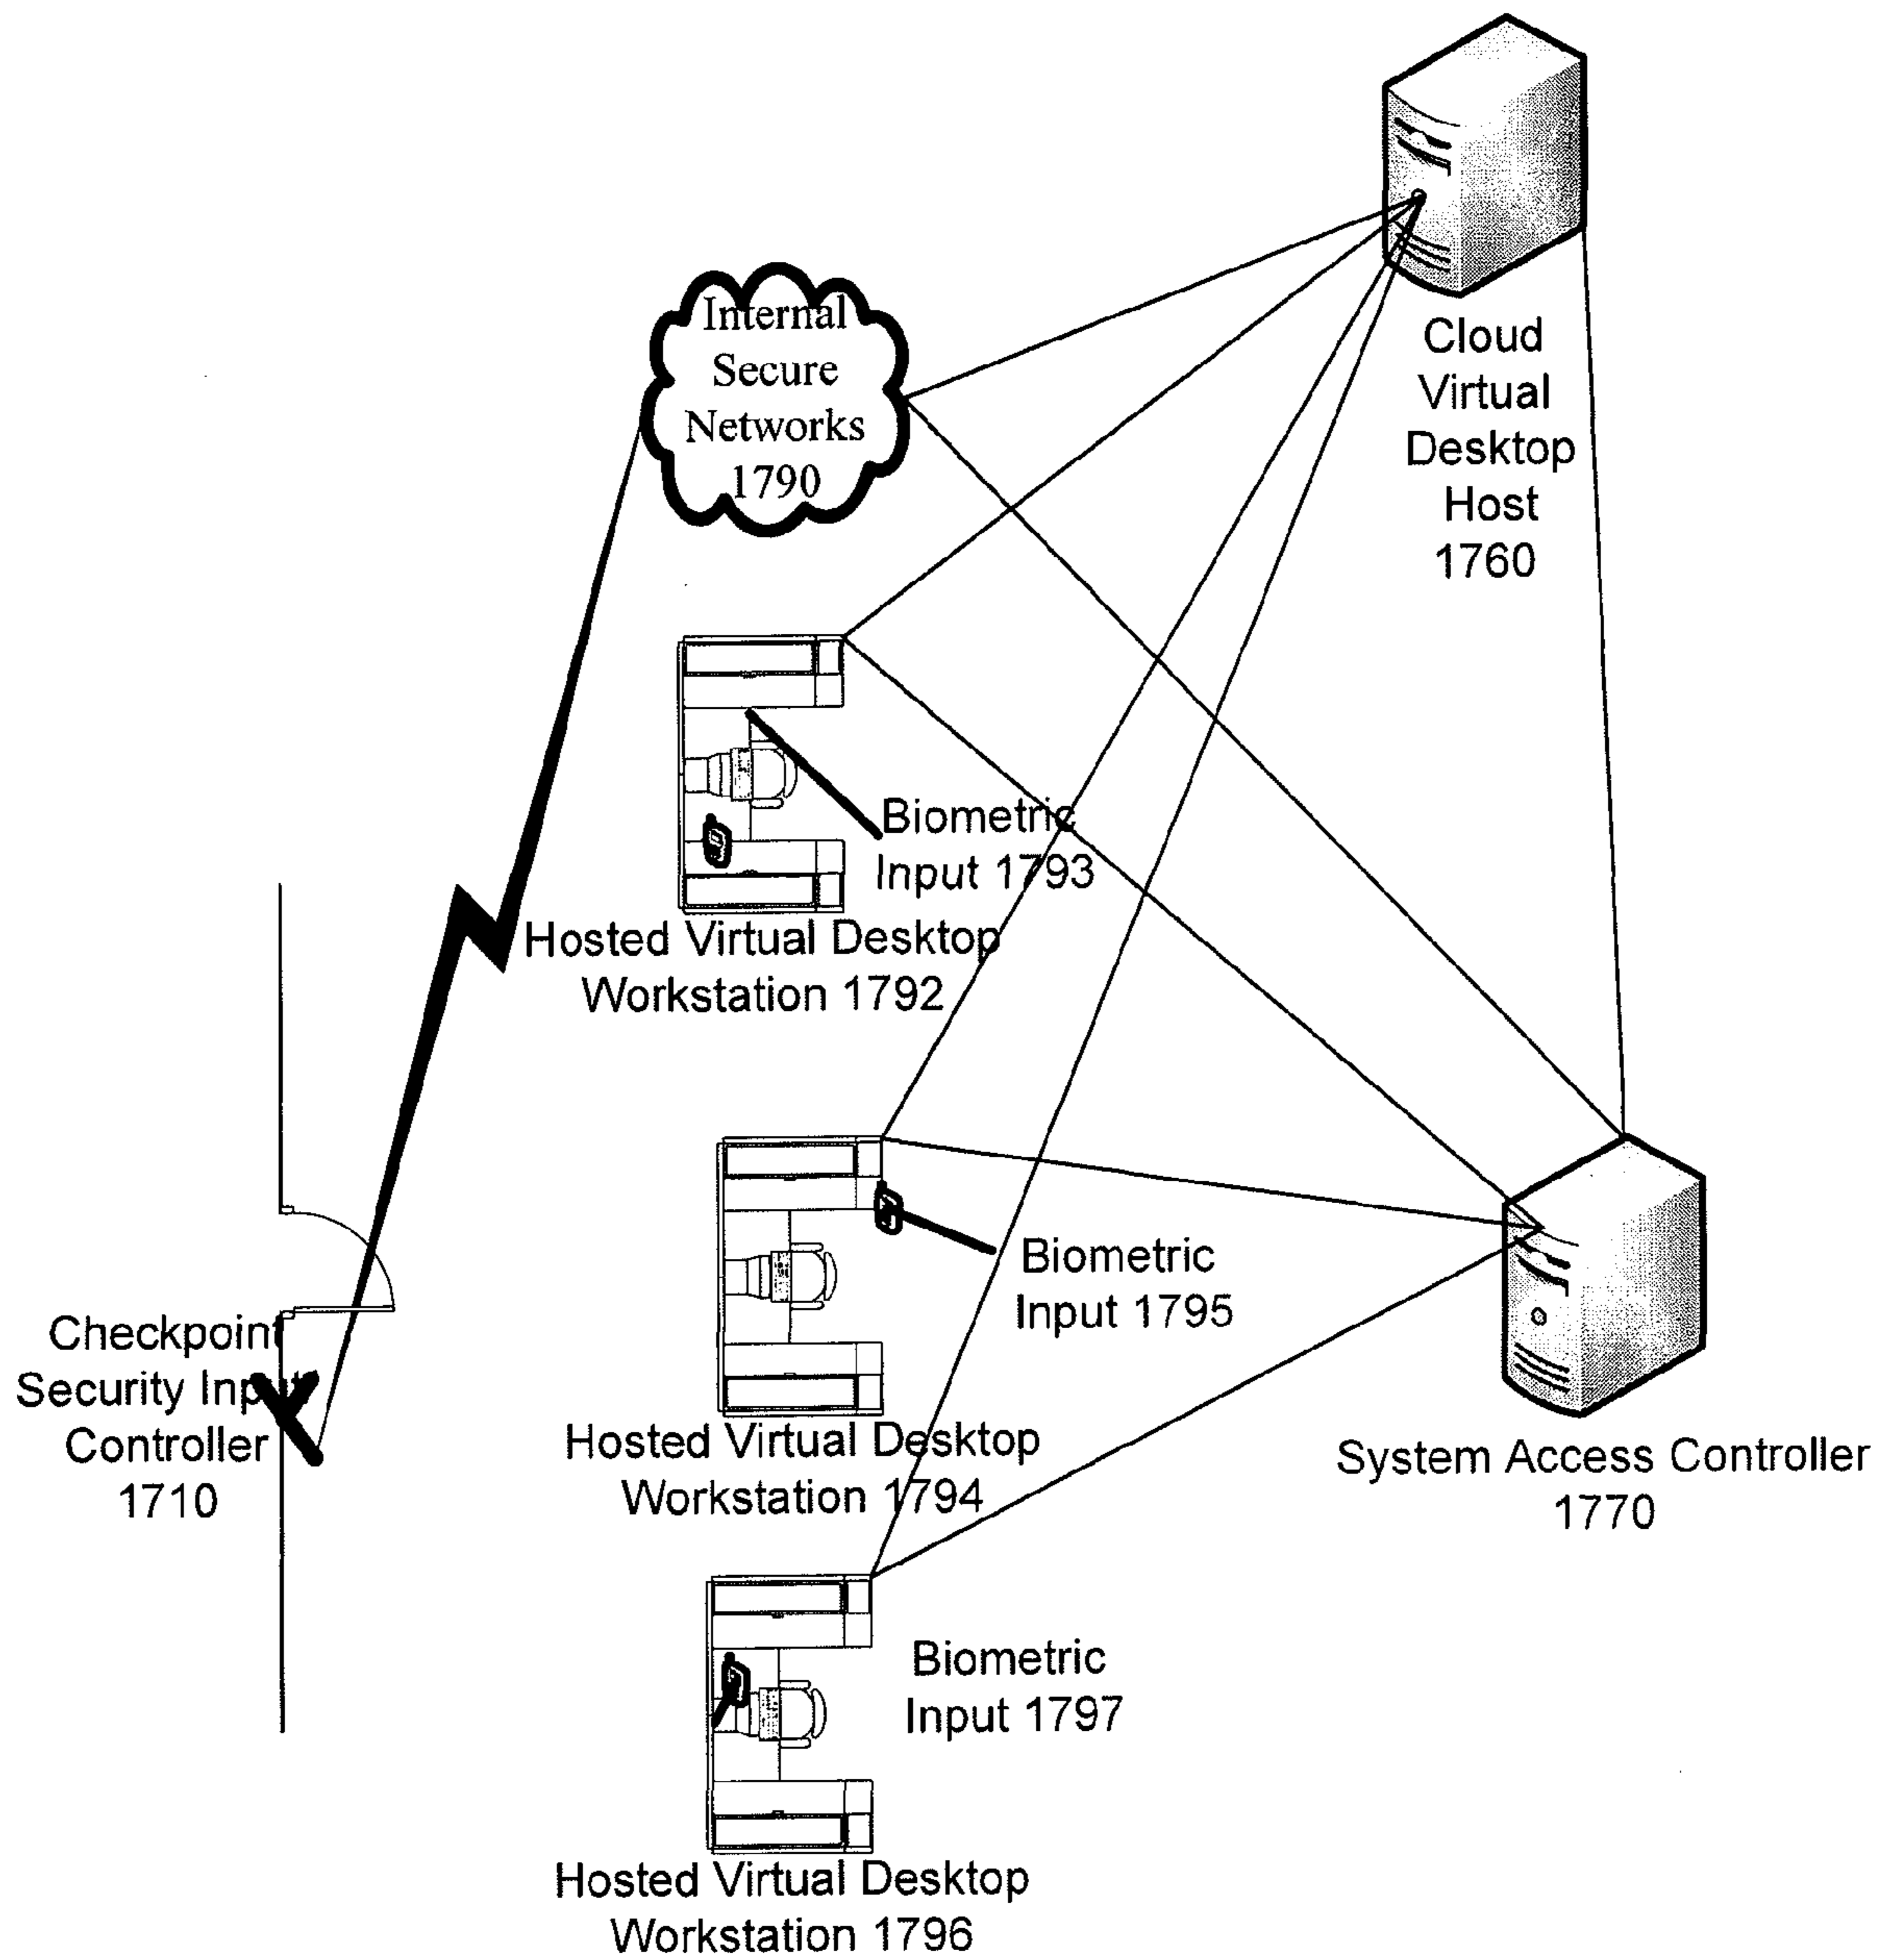 Internal
Secure
Networks
1790
Cloud
Virtual
Desktop
Host
1760
Biometric
Input 1793
Hosted Virtual Desktop
Workstation 1792
Biometric
Input 1795
Checkpoint
Security Input
Controller
1710
Hosted Virtual Desktop
Workstation 1794
System Access Controller
1770
Biometric
Input 1797
Hosted Virtual Desktop
Workstation 1796